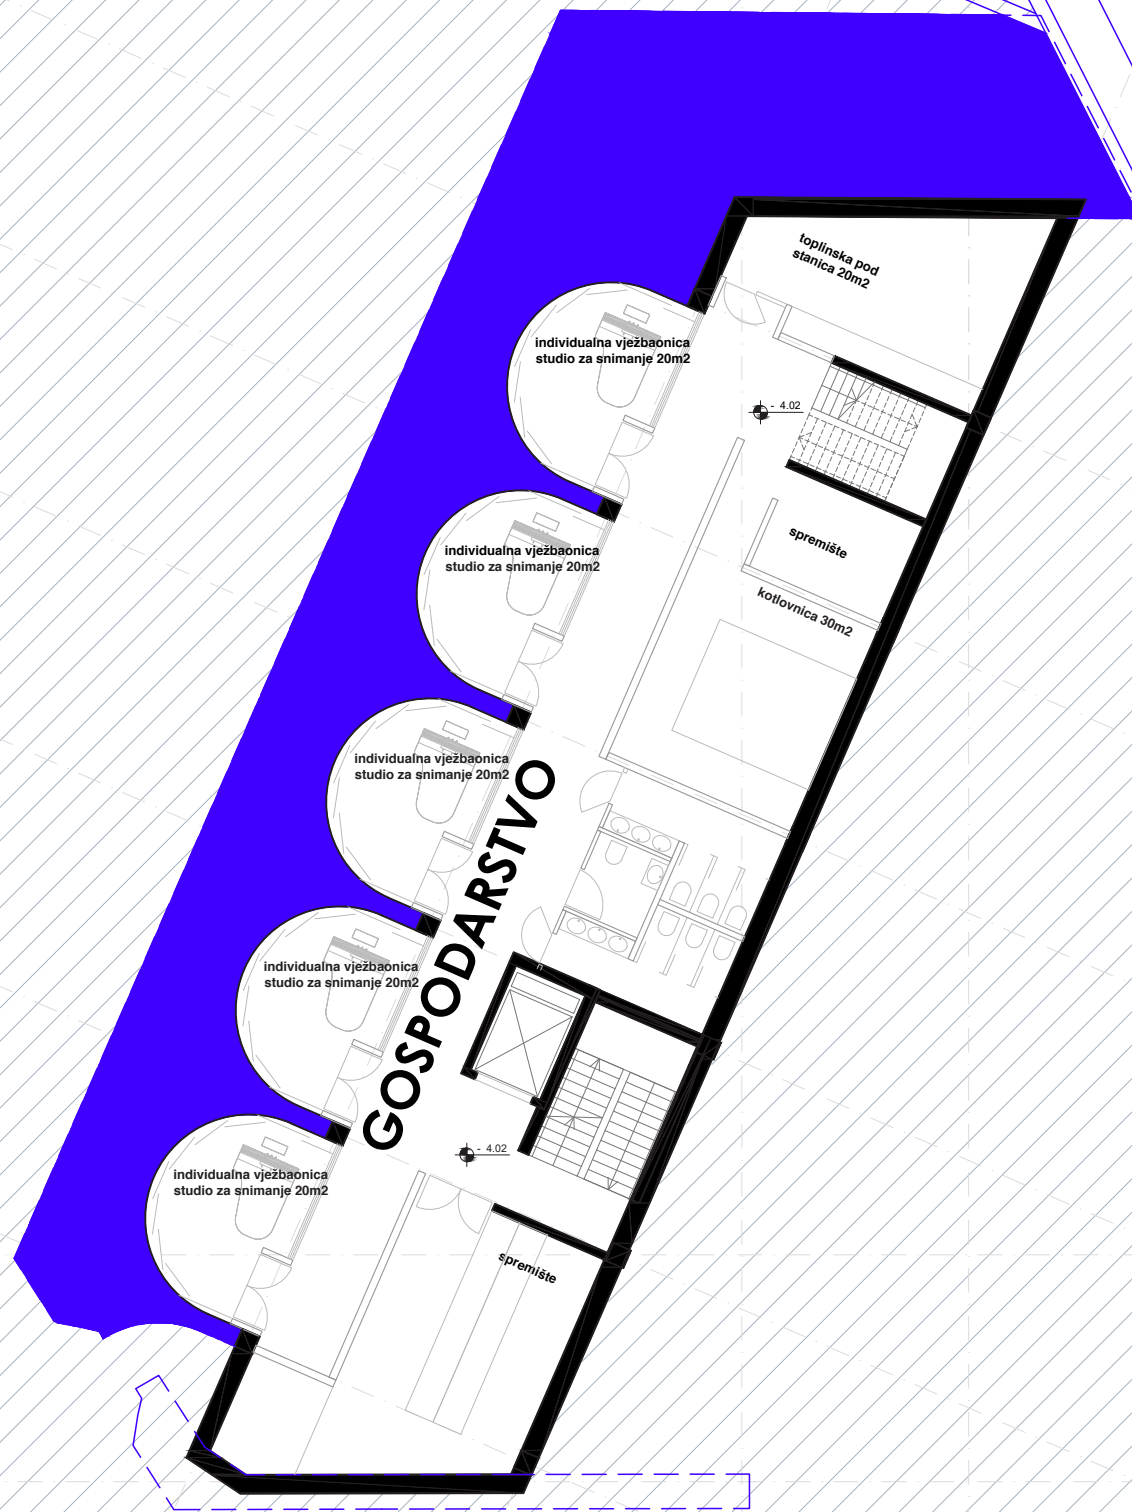 toplinska pod
stanica 20m2
individualna vježbaonica
studio za snimanje 20m2
- 4.02
spremište
individualna vježbaonica
studio za snimanje 20m2
kotlovnica 30m2
individualna vježbaonica
studio za snimanje 20m2
GOSPODARSTVO
individualna vježbaonica
studio za snimanje 20m2
- 4.02
individualna vježbaonica
studio za snimanje 20m2
spremište